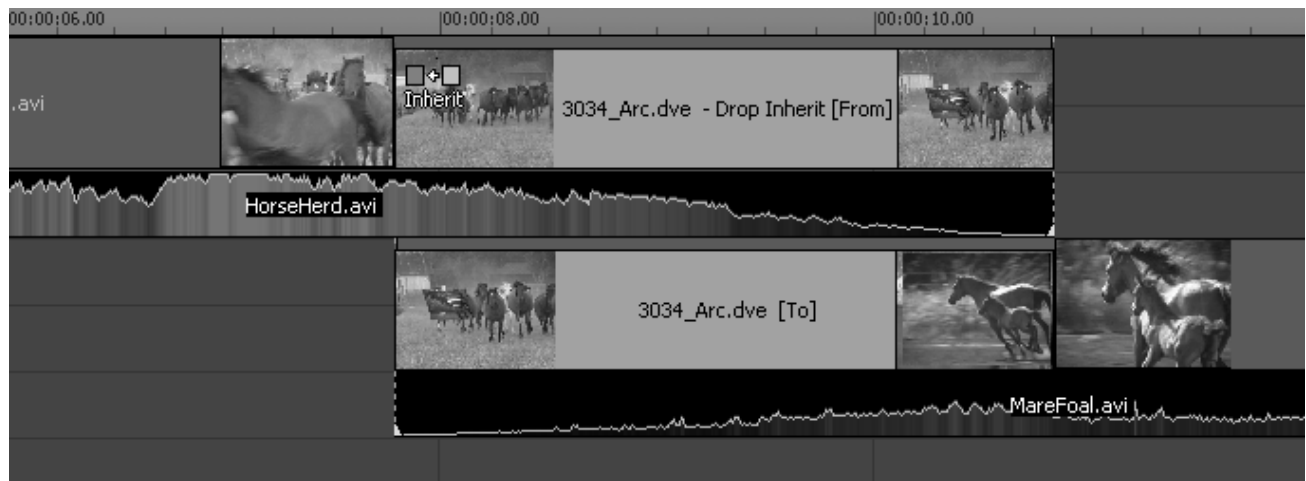 00:00:06.00
00:00:08.00
00:00:10.00
.avi
Inherit
3034_Arc.dve - Drop Inherit [From]
HorseHerd.avi
3034_Arc.dve [To]
MareFoal.avi